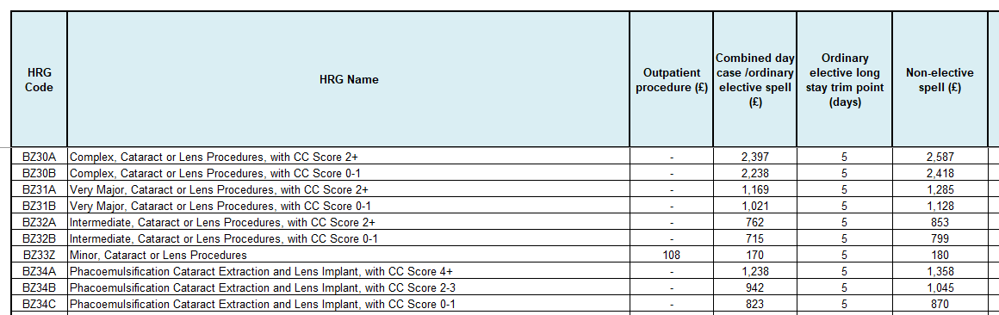 HRG Code HRG Name Outpatient procedure (£) Combined day case /ordinary elective spell (£) Ordinary elective long stay trim point (days) Non-elective spell (£)
BZ30A Complex, Cataract or Lens Procedures, with CC Score 2+ - 2,397 5 2,587
BZ30B Complex, Cataract or Lens Procedures, with CC Score 0-1 - 2,238 5 2,418
BZ31A Very Major, Cataract or Lens Procedures, with CC Score 2+ - 1,169 5 1,285
BZ31B Very Major, Cataract or Lens Procedures, with CC Score 0-1 - 1,021 5 1,128
BZ32A Intermediate, Cataract or Lens Procedures, with CC Score 2+ - 762 5 853
BZ32B Intermediate, Cataract or Lens Procedures, with CC Score 0-1 - 715 5 799
BZ33Z Minor, Cataract or Lens Procedures 108 170 5 180
BZ34A Phacoemulsification Cataract Extraction and Lens Implant, with CC Score 4+ - 1,238 5 1,358
BZ34B Phacoemulsification Cataract Extraction and Lens Implant, with CC Score 2-3 - 942 5 1,045
BZ34C Phacoemulsification Cataract Extraction and Lens Implant, with CC Score 0-1 - 823 5 870